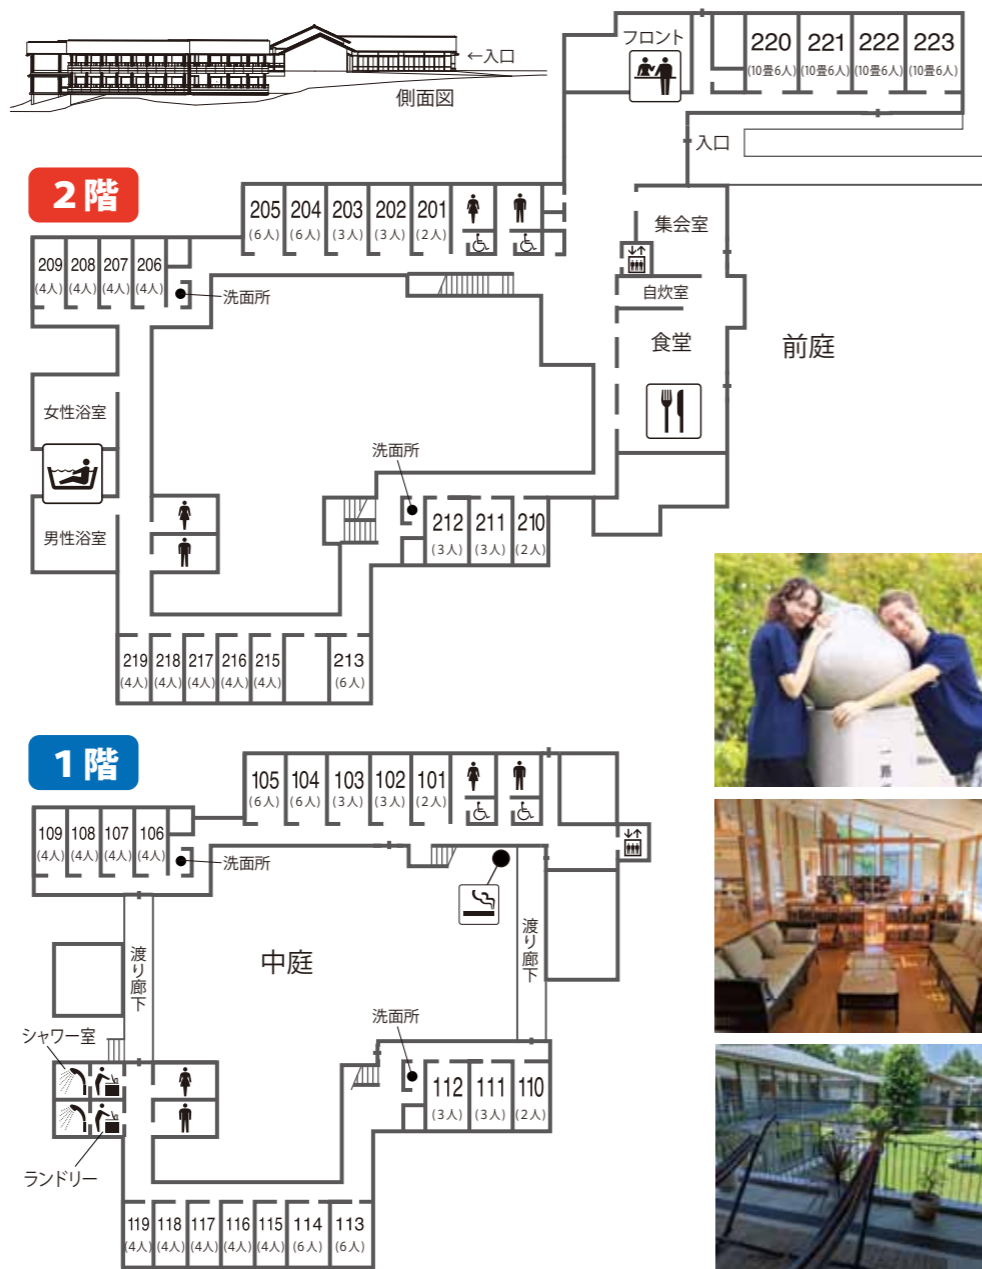 ←入口
側面図
フロント
220
(10畳6人)
221
(10畳6人)
222
(10畳6人)
223
(10畳6人)
入口
2階
205
(6人)
204
(6人)
203
(3人)
202
(3人)
201
(2人)
集会室
209
(4人)
208
(4人)
207
(4人)
206
(4人)
洗面所
自炊室
食堂
前庭
女性浴室
男性浴室
洗面所
212
(3人)
211
(3人)
210
(2人)
219
(4人)
218
(4人)
217
(4人)
216
(4人)
215
(4人)
213
(6人)
1階
105
(6人)
104
(6人)
103
(3人)
102
(3人)
101
(2人)
109
(4人)
108
(4人)
107
(4人)
106
(4人)
洗面所
渡り廊下
中庭
渡り廊下
シャワー室
洗面所
112
(3人)
111
(3人)
110
(2人)
ランドリー
119
(4人)
118
(4人)
117
(4人)
116
(4人)
115
(4人)
114
(6人)
113
(6人)